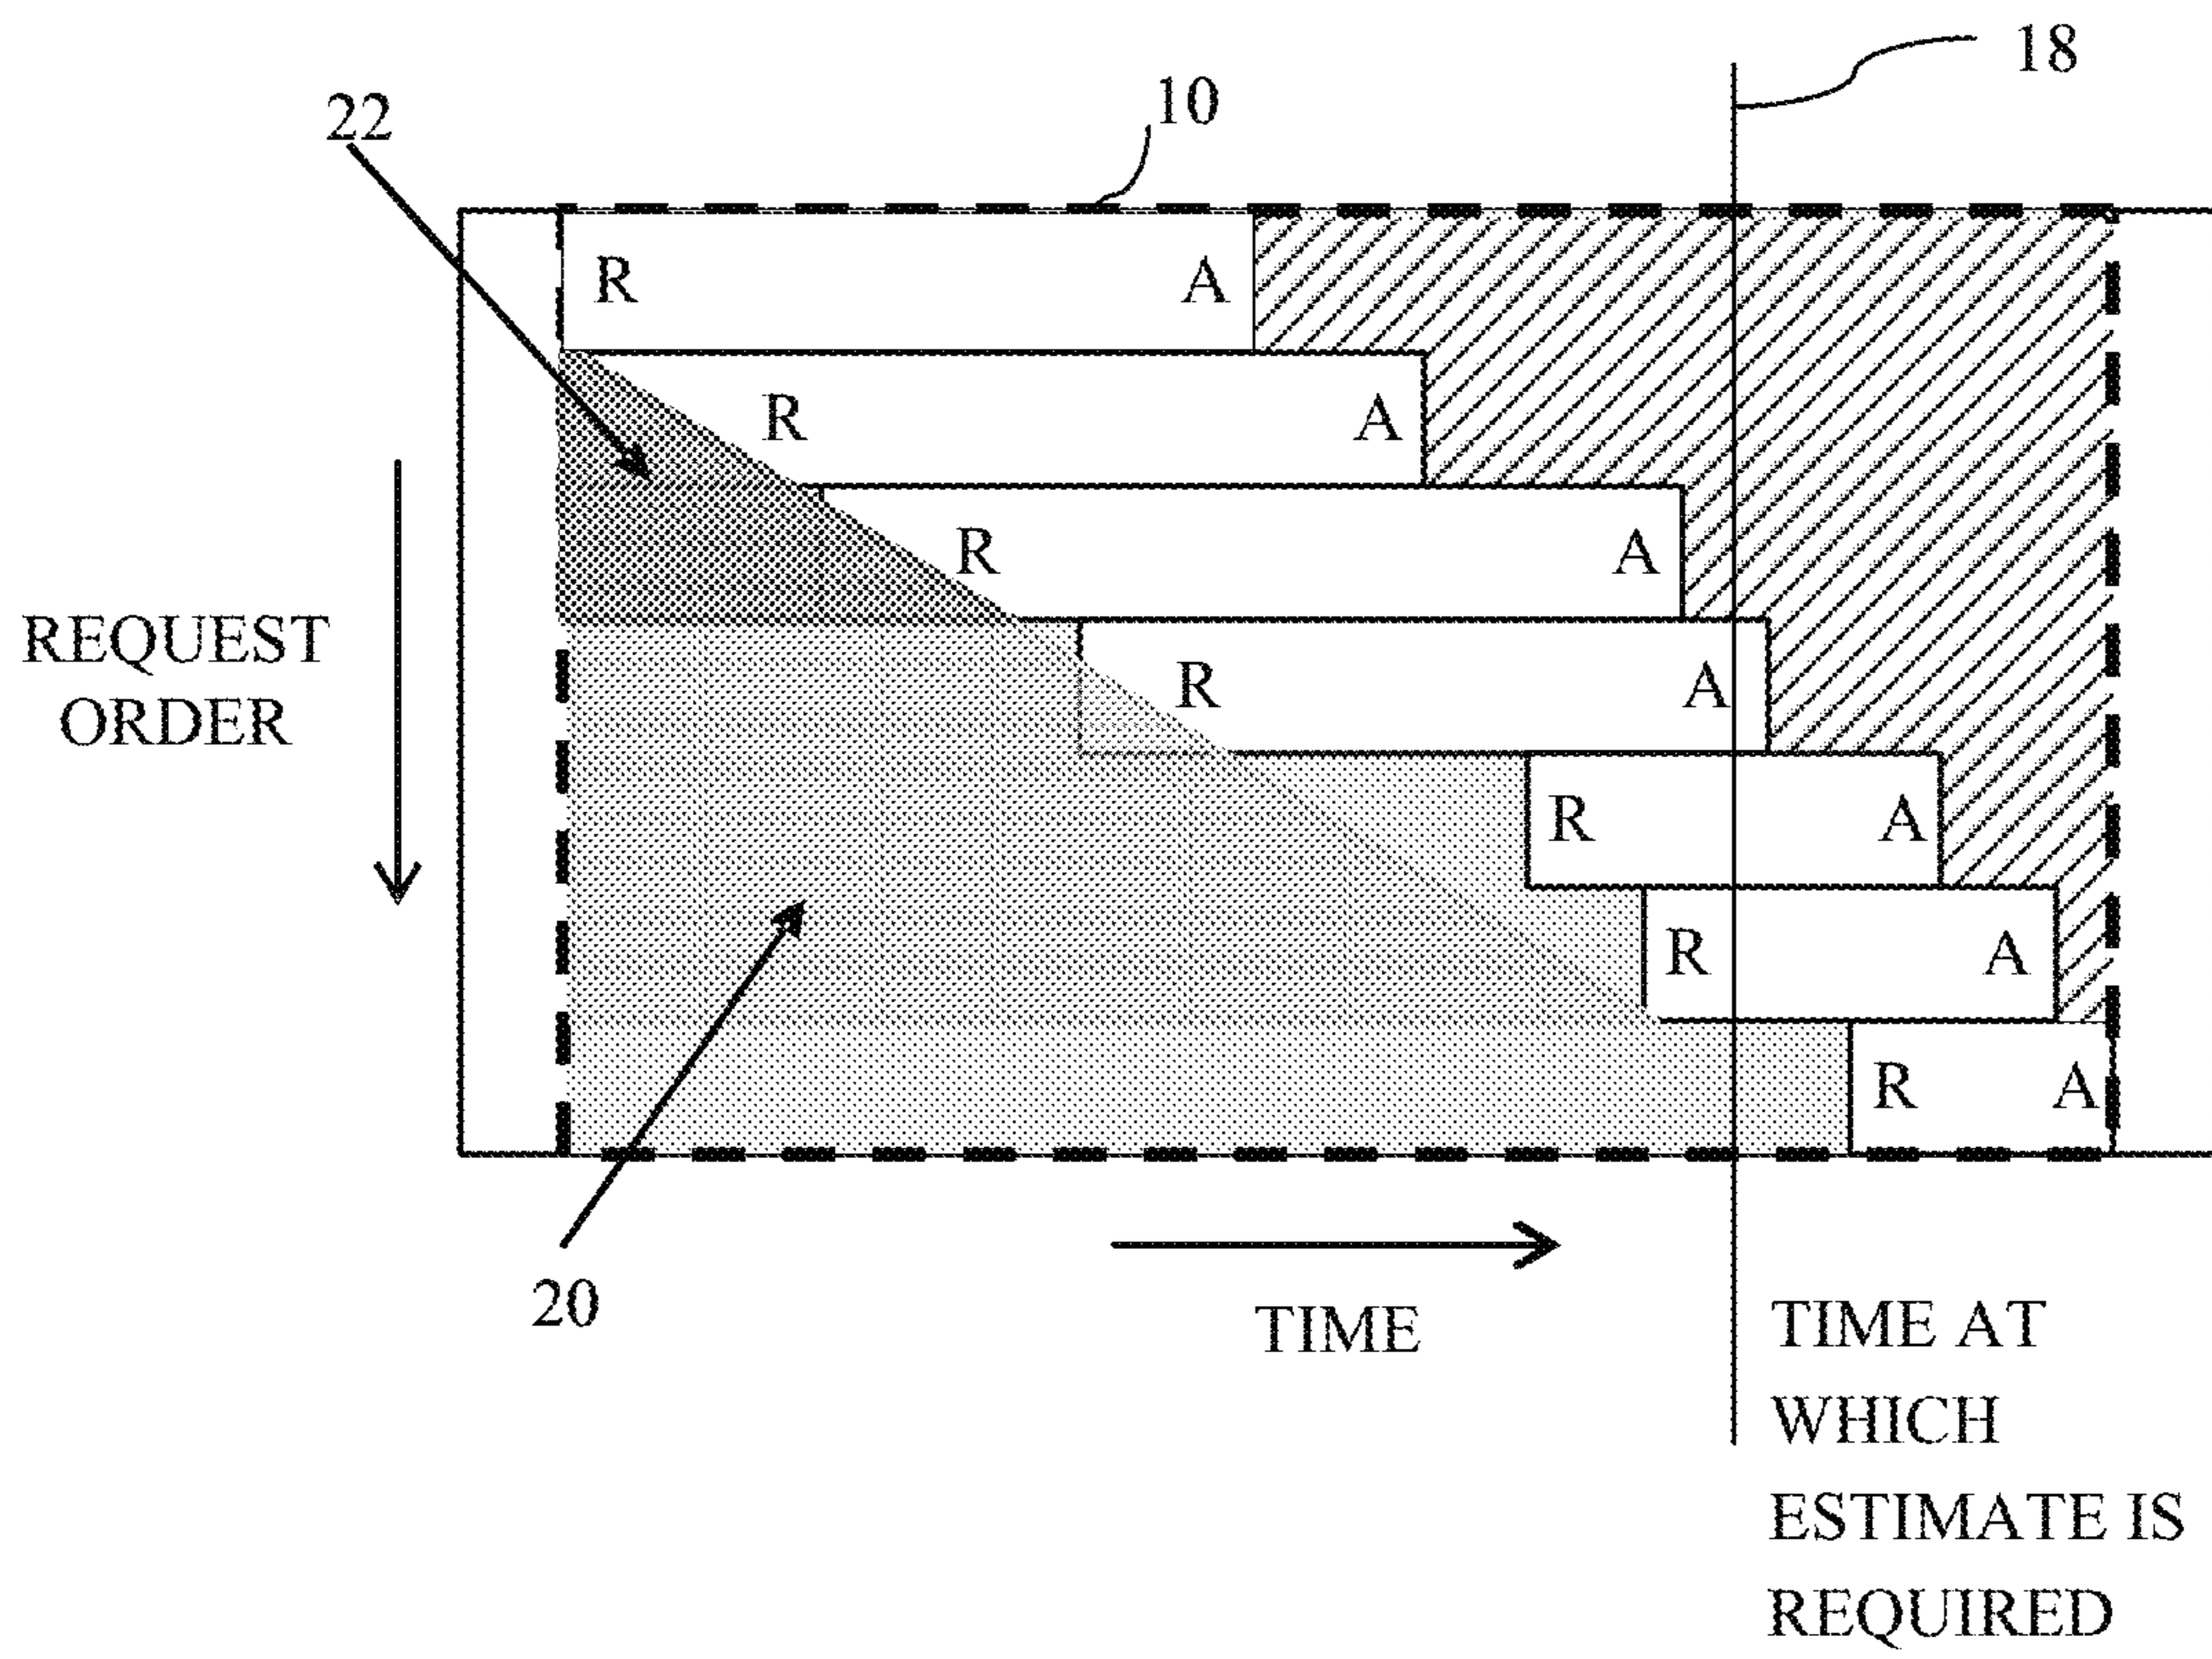 18
10
22
R A
R A
R A
R A
R A
R A
R A
REQUEST
ORDER
20
TIME
TIME AT
WHICH
ESTIMATE IS
REQUIRED